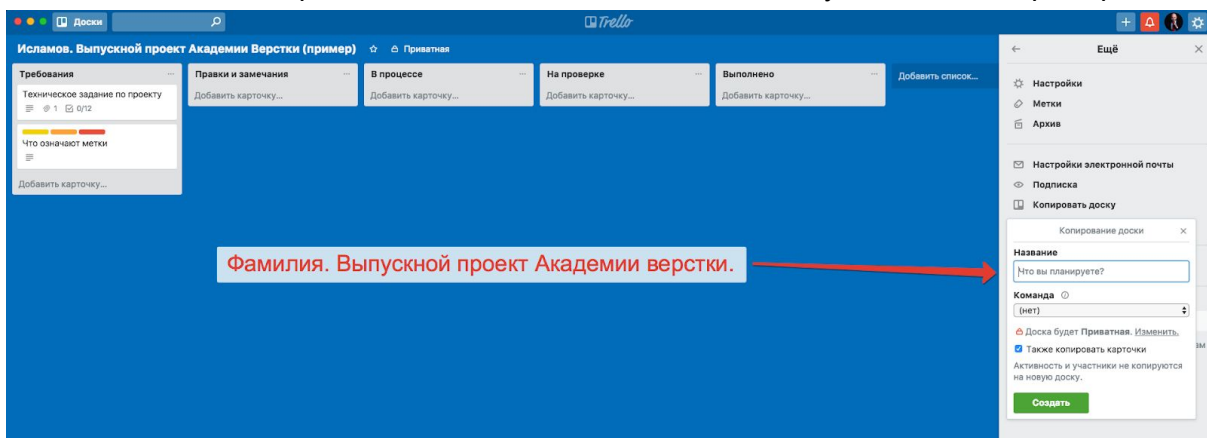 Доски
Trello
Исламов. Выпускной проект Академии Верстки (пример)
Приватная
Требования
Техническое задание по проекту
1
0/12
Что означают метки
Добавить карточку...
Правки и замечания
Добавить карточку...
В процессе
Добавить карточку...
На проверке
Добавить карточку...
Выполнено
Добавить карточку...
Добавить список...
Фамилия. Выпускной проект Академии верстки.
Ещё
Настройки
Метки
Архив
Настройки электронной почты
Подписка
Копировать доску
Копирование доски
Название
Что вы планируете?
Команда
(нет)
Доска будет Приватная. Изменить.
Также копировать карточки
Активность и участники не копируются
на новую доску.
Создать